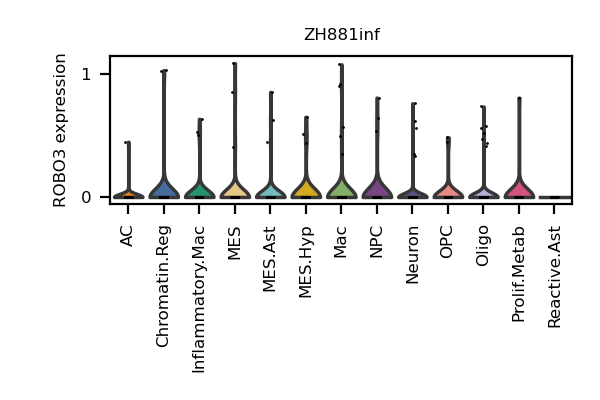 ZH881inf
ROBO3 expression
1
0
AC
Chromatin.Reg
Inflammatory.Mac
MES
MES.Ast
MES.Hyp
Mac
NPC
Neuron
OPC
Oligo
Prolif.Metab
Reactive.Ast